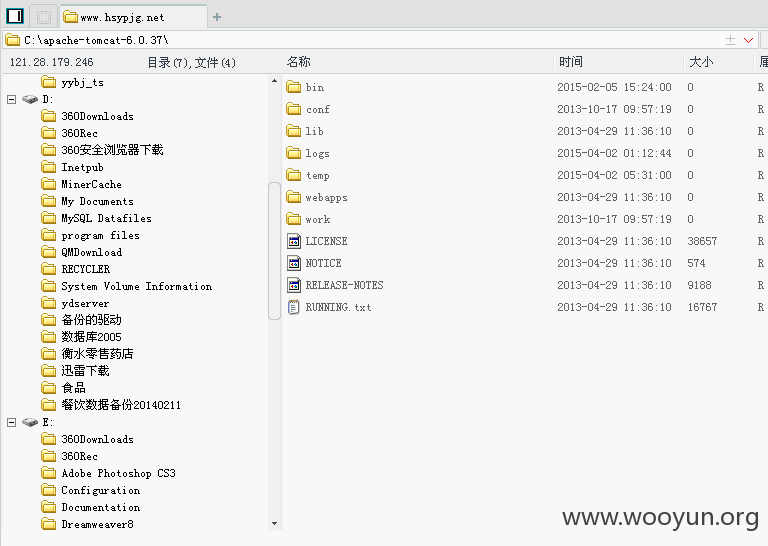 www.hsypjg.net
C:\apache-tomcat-6.0.37\
121.28.179.246 目录(7),文件(4) 名称 时间 大小 属
yybj_ts
D:
360Downloads
360Rec
360安全浏览器下载
Inetpub
MinerCache
My Documents
MySQL Datafiles
program files
QMDownload
RECYCLER
System Volume Information
ydserver
备份的驱动
数据库2005
衡水零售药店
迅雷下载
食品
餐饮数据备份20140211
E:
360Downloads
360Rec
Adobe Photoshop CS3
Configuration
Documentation
Dreamweaver8
bin 2015-02-05 15:24:00 0 R
conf 2013-10-17 09:57:19 0 R
lib 2013-04-29 11:36:10 0 R
logs 2015-04-02 01:12:44 0 R
temp 2015-04-02 05:31:00 0 R
webapps 2013-04-29 11:36:10 0 R
work 2013-10-17 09:57:19 0 R
LICENSE 2013-04-29 11:36:10 38657 R
NOTICE 2013-04-29 11:36:10 574 R
RELEASE-NOTES 2013-04-29 11:36:10 9188 R
RUNNING.txt 2013-04-29 11:36:10 16767 R
www.wooyun.org